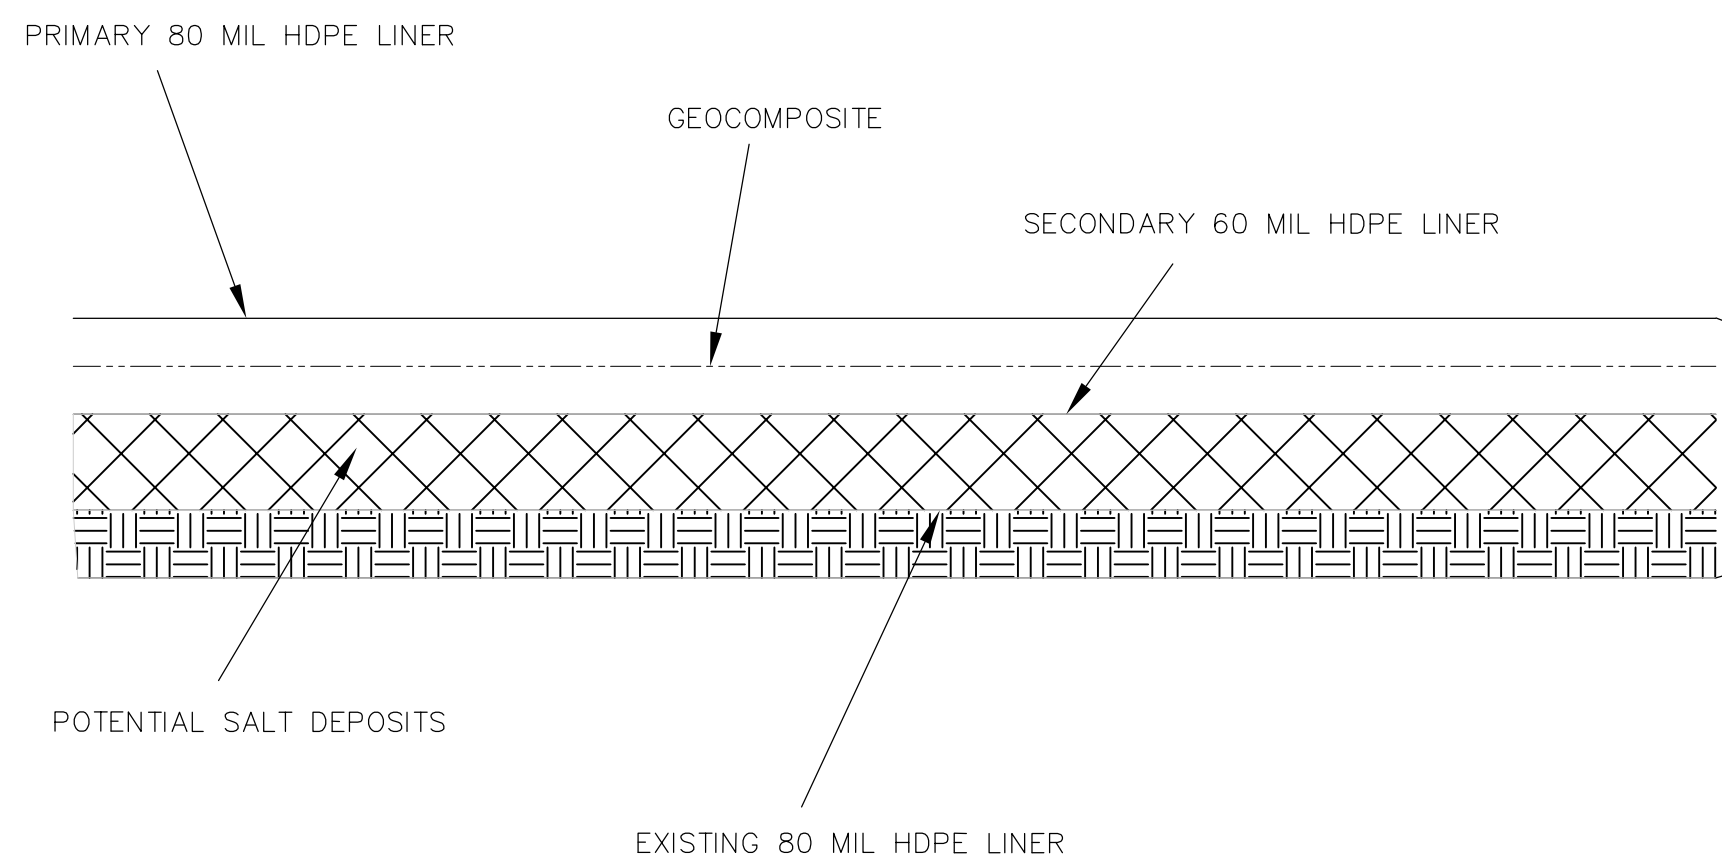 PRIMARY 80 MIL HDPE LINER
GEOCOMPOSITE
SECONDARY 60 MIL HDPE LINER
POTENTIAL SALT DEPOSITS
EXISTING 80 MIL HDPE LINER